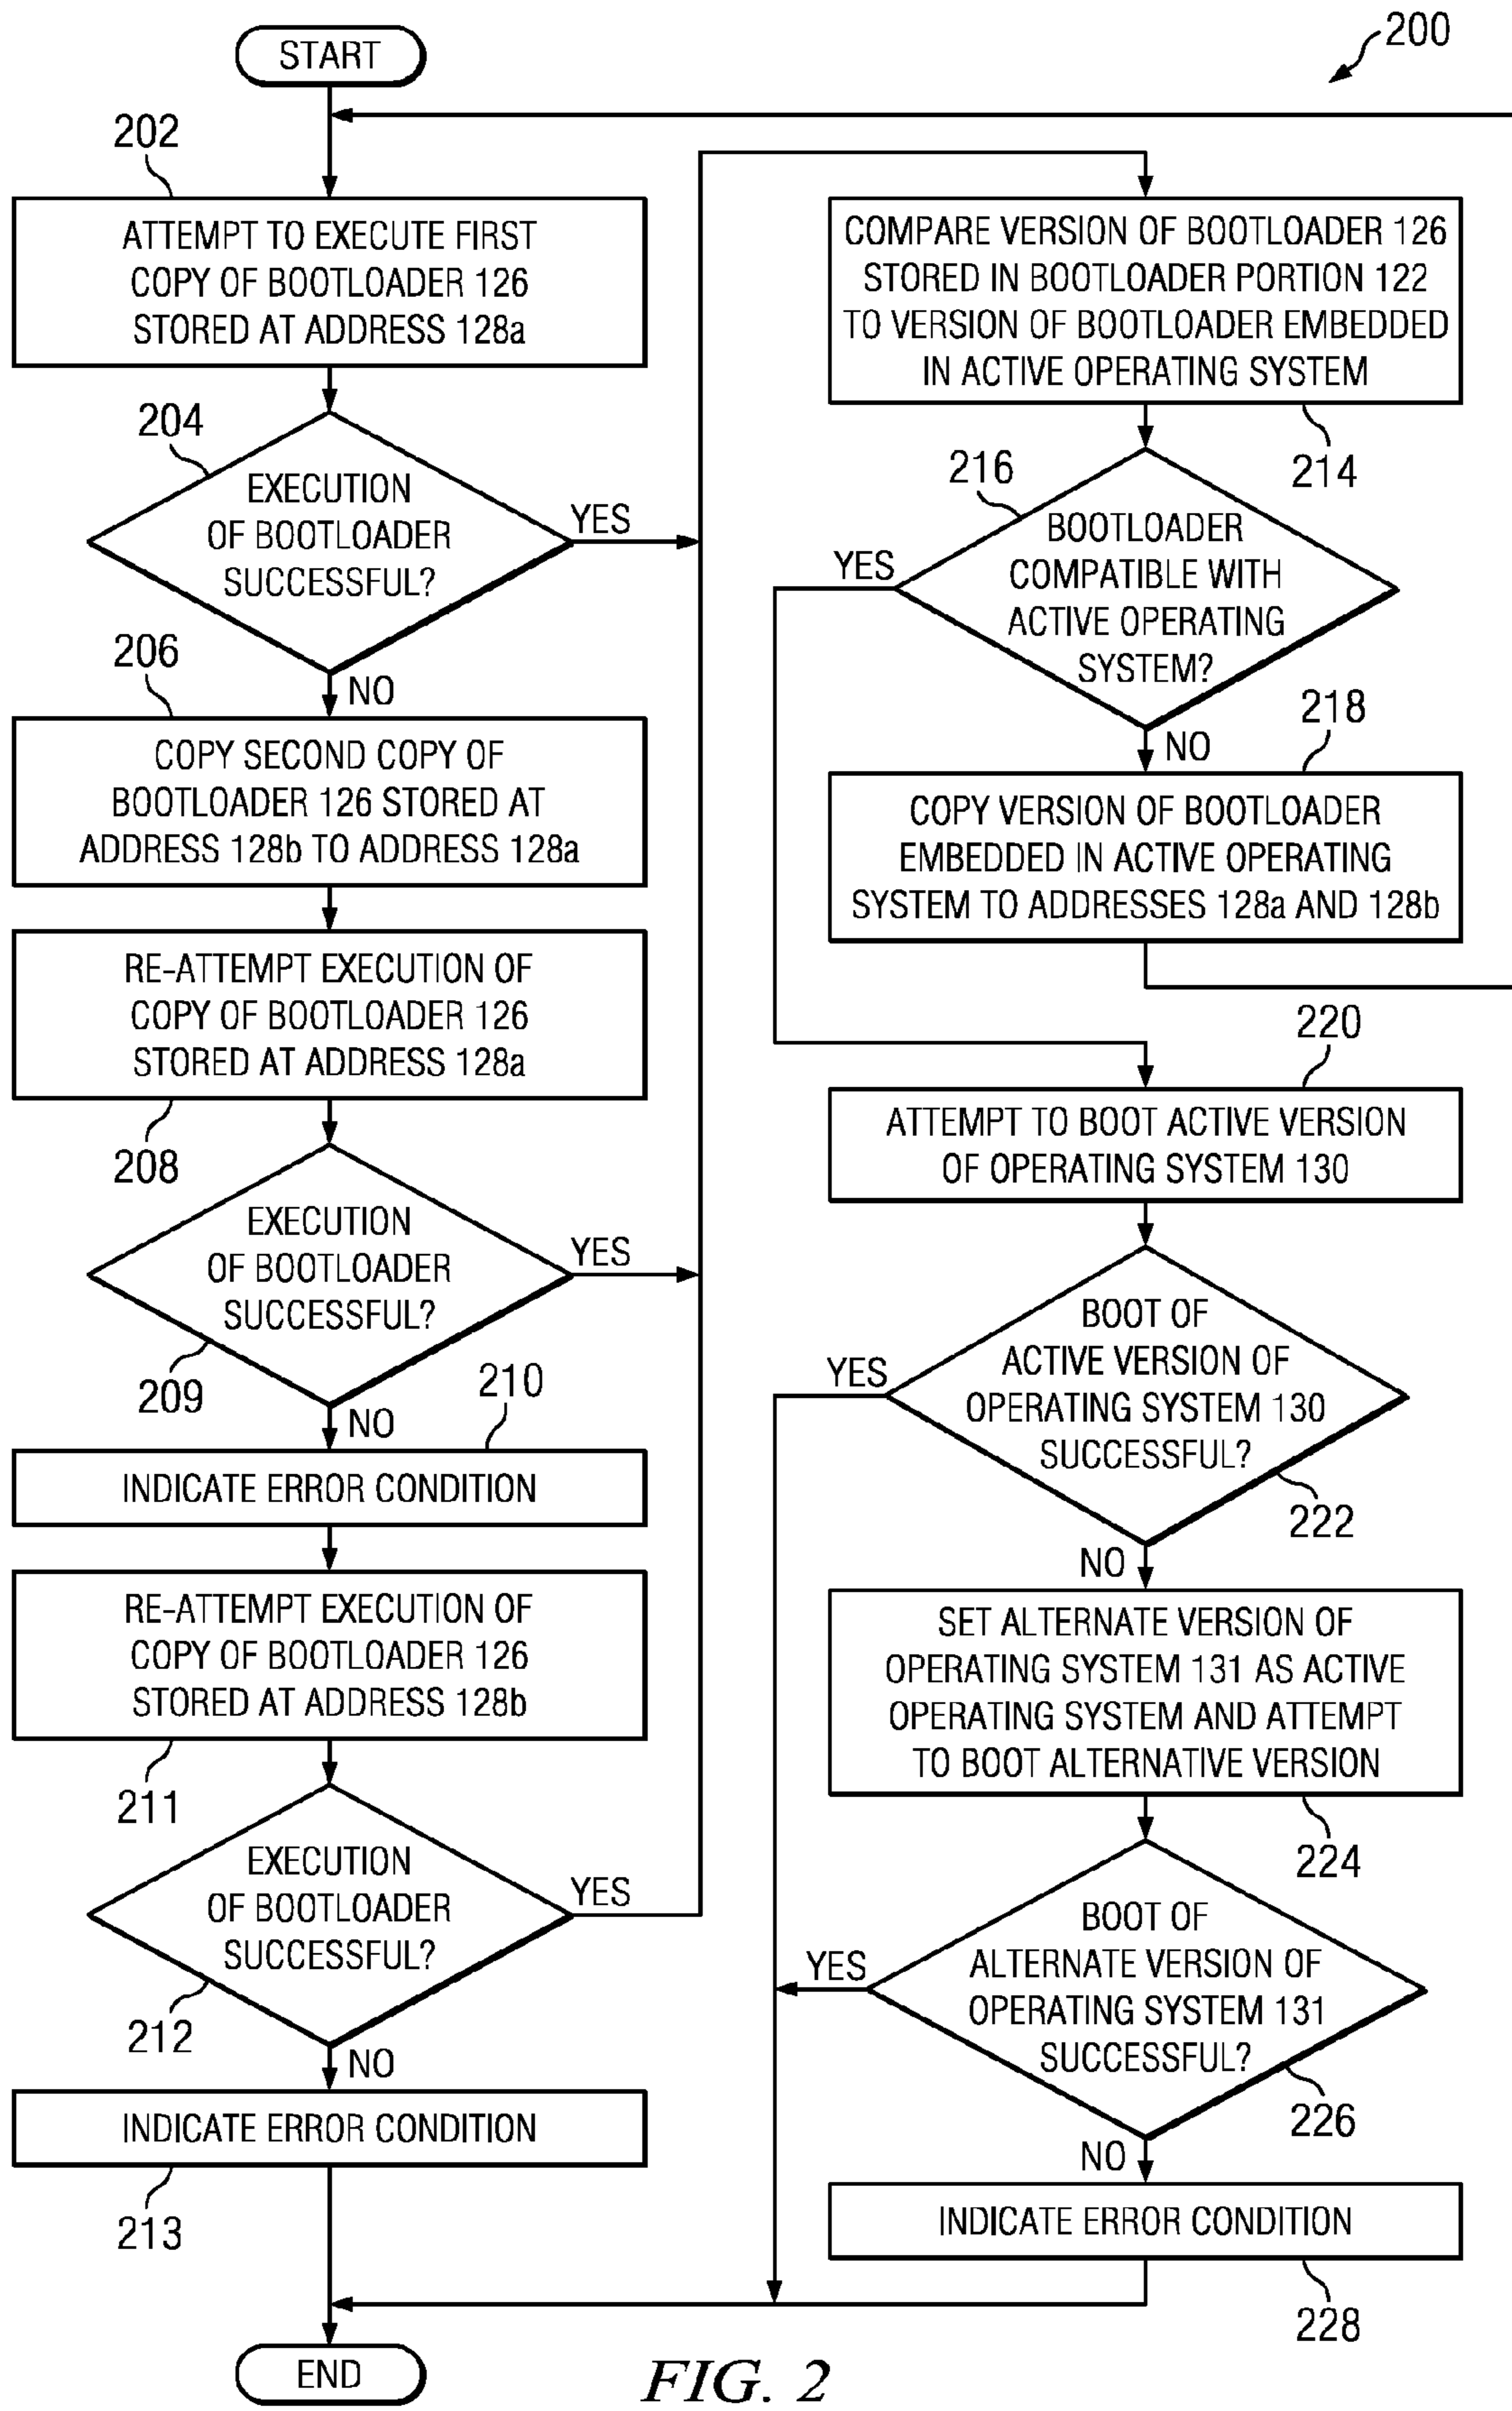 START
200
202
ATTEMPT TO EXECUTE FIRST
COPY OF BOOTLOADER 126
STORED AT ADDRESS 128a
204
EXECUTION
OF BOOTLOADER
SUCCESSFUL?
YES
NO
206
COPY SECOND COPY OF
BOOTLOADER 126 STORED AT
ADDRESS 128b TO ADDRESS 128a
RE-ATTEMPT EXECUTION OF
COPY OF BOOTLOADER 126
STORED AT ADDRESS 128a
208
EXECUTION
OF BOOTLOADER
SUCCESSFUL?
YES
209
NO
210
INDICATE ERROR CONDITION
RE-ATTEMPT EXECUTION OF
COPY OF BOOTLOADER 126
STORED AT ADDRESS 128b
211
EXECUTION
OF BOOTLOADER
SUCCESSFUL?
YES
212
NO
INDICATE ERROR CONDITION
213
END
COMPARE VERSION OF BOOTLOADER 126
STORED IN BOOTLOADER PORTION 122
TO VERSION OF BOOTLOADER EMBEDDED
IN ACTIVE OPERATING SYSTEM
214
216
BOOTLOADER
COMPATIBLE WITH
ACTIVE OPERATING
SYSTEM?
YES
NO
218
COPY VERSION OF BOOTLOADER
EMBEDDED IN ACTIVE OPERATING
SYSTEM TO ADDRESSES 128a AND 128b
220
ATTEMPT TO BOOT ACTIVE VERSION
OF OPERATING SYSTEM 130
BOOT OF
ACTIVE VERSION OF
OPERATING SYSTEM 130
SUCCESSFUL?
YES
222
NO
SET ALTERNATE VERSION OF
OPERATING SYSTEM 131 AS ACTIVE
OPERATING SYSTEM AND ATTEMPT
TO BOOT ALTERNATIVE VERSION
224
BOOT OF
ALTERNATE VERSION OF
OPERATING SYSTEM 131
SUCCESSFUL?
YES
226
NO
INDICATE ERROR CONDITION
228
FIG. 2